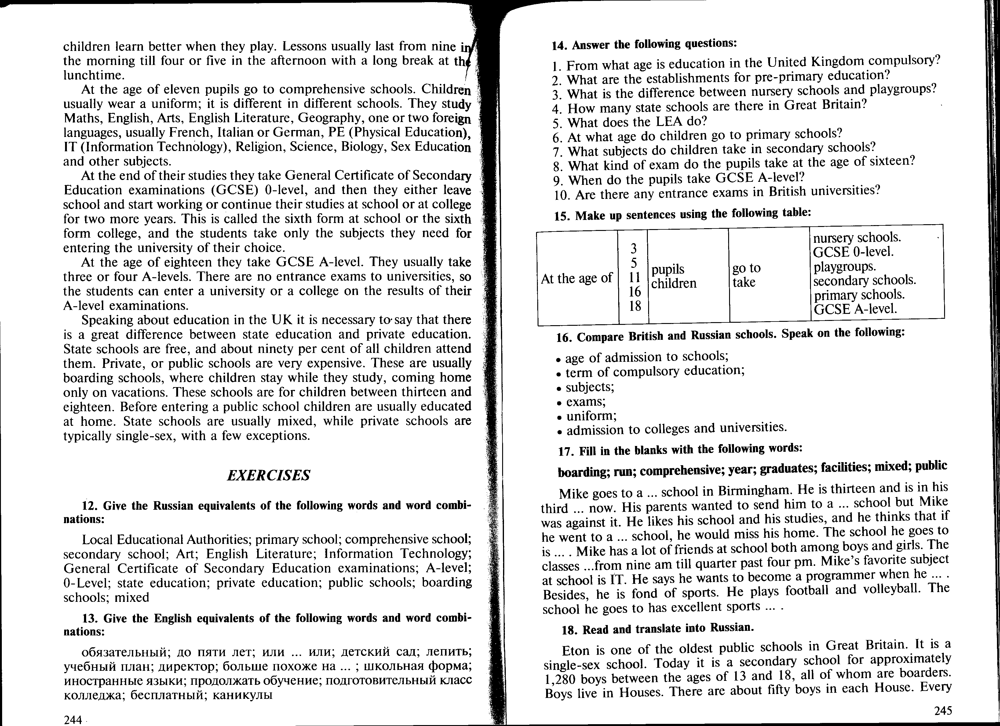 children learn better when they play. Lessons usually last from nine in
the morning till four or five in the afternoon with a long break at the
lunchtime.
At the age of eleven pupils go to comprehensive schools. Children
usually wear a uniform; it is different in different schools. They study
Maths, English, Arts, English Literature, Geography, one or two foreign
languages, usually French, Italian or German, PE (Physical Education),
IT (Information Technology), Religion, Science, Biology, Sex Education
and other subjects.
At the end of their studies they take General Certificate of Secondary
Education examinations (GCSE) 0-level, and then they either leave
school and start working or continue their studies at school or at college
for two more years. This is called the sixth form at school or the sixth
form college, and the students take only the subjects they need for
entering the university of their choice.
At the age of eighteen they take GCSE A-level. They usually take
three or four A-levels. There are no entrance exams to universities, so
the students can enter a university or a college on the results of their
A-level examinations.
Speaking about education in the UK it is necessary to say that there
is a great difference between state education and private education.
State schools are free, and about ninety per cent of all children attend
them. Private, or public schools are very expensive. These are usually
boarding schools, where children stay while they study, coming home
only on vacations. These schools are for children between thirteen and
eighteen. Before entering a public school children are usually educated
at home. State schools are usually mixed, while private schools are
typically single-sex, with a few exceptions.
EXERCISES
12. Give the Russian equivalents of the following words and word combi-
nations:
Local Educational Authorities; primary school; comprehensive school;
secondary school; Art; English Literature; Information Technology;
General Certificate of Secondary Education examinations; A-level;
0-Level; state education; private education; public schools; boarding
schools; mixed
13. Give the English equivalents of the following words and word combi-
nations:
обязательный; до пяти лет; или ... или; детский сад; лепить;
учебный план; директор; больше похоже на ... ; школьная форма;
иностранные языки; продолжать обучение; подготовительный класс
колледжа; бесплатный; каникулы
244
14. Answer the following questions:
1. From what age is education in the United Kingdom compulsory?
2. What are the establishments for pre-primary education?
3. What is the difference between nursery schools and playgroups?
4. How many state schools are there in Great Britain?
5. What does the LEA do?
6. At what age do children go to primary schools?
7. What subjects do children take in secondary schools?
8. What kind of exam do the pupils take at the age of sixteen?
9. When do the pupils take GCSE A-level?
10. Are there any entrance exams in British universities?
15. Make up sentences using the following table:
At the age of
3
5
11
16
18
pupils
children
go to
take
nursery schools.
GCSE 0-level.
playgroups.
secondary schools.
primary schools.
GCSE A-level.
16. Compare British and Russian schools. Speak on the following:
• age of admission to schools;
• term of compulsory education;
• subjects;
• exams;
• uniform;
• admission to colleges and universities.
17. Fill in the blanks with the following words:
boarding; run; comprehensive; year; graduates; facilities; mixed; public
Mike goes to a ... school in Birmingham. He is thirteen and is in his
third ... now. His parents wanted to send him to a ... school but Mike
was against it. He likes his school and his studies, and he thinks that if
he went to a ... school, he would miss his home. The school he goes to
is ... . Mike has a lot of friends at school both among boys and girls. The
classes ...from nine am till quarter past four pm. Mike's favorite subject
at school is IT. He says he wants to become a programmer when he ... .
Besides, he is fond of sports. He plays football and volleyball. The
school he goes to has excellent sports ... .
18. Read and translate into Russian.
Eton is one of the oldest public schools in Great Britain. It is a
single-sex school. Today it is a secondary school for approximately
1,280 boys between the ages of 13 and 18, all of whom are boarders.
Boys live in Houses. There are about fifty boys in each House. Every
245